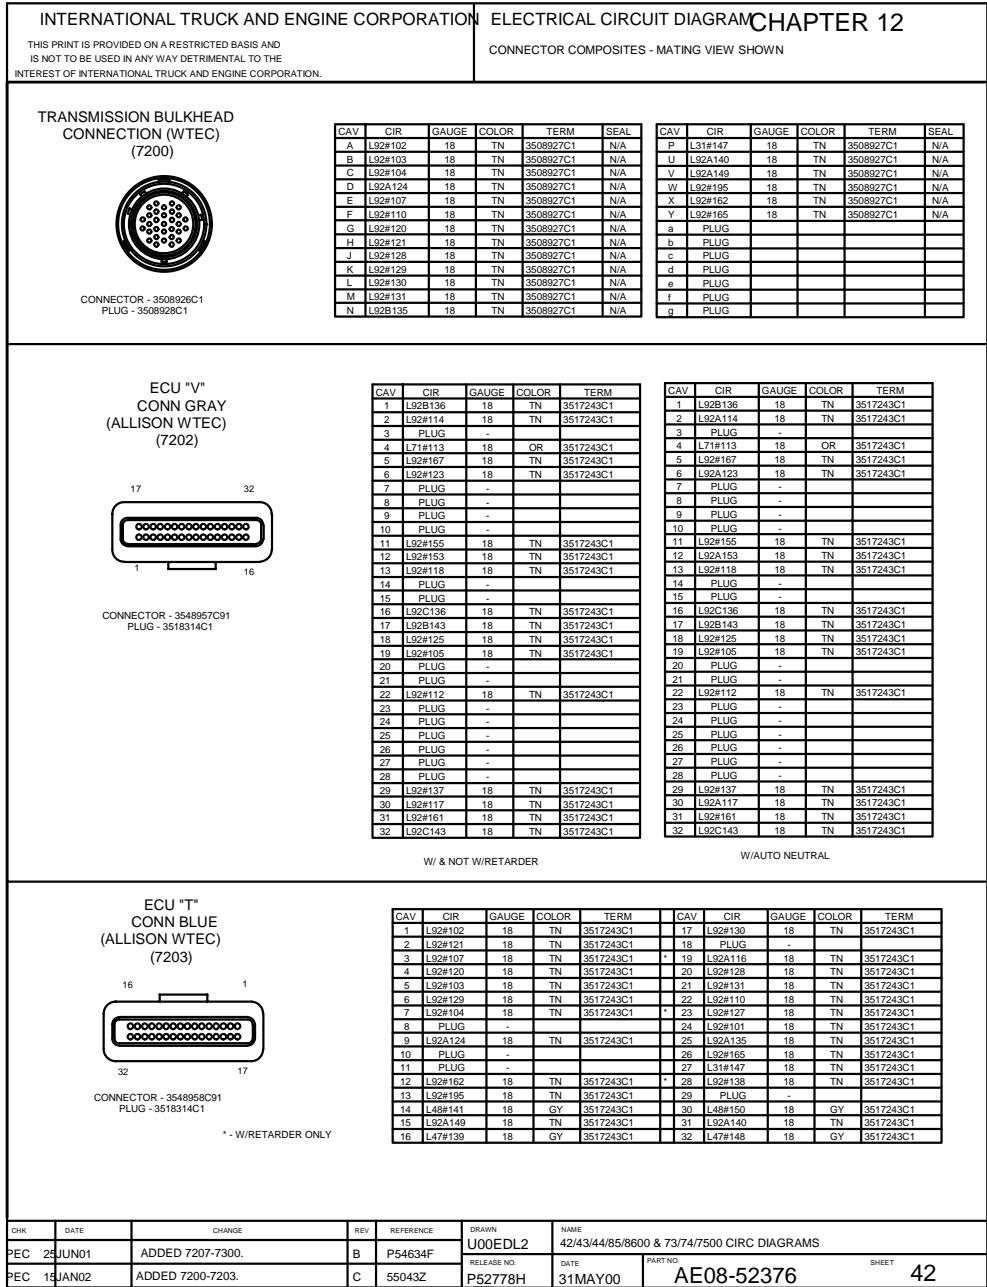 INTERNATIONAL TRUCK AND ENGINE CORPORATION
THIS PRINT IS PROVIDED ON A RESTRICTED BASIS AND
IS NOT TO BE USED IN ANY WAY DETRIMENTAL TO THE
INTEREST OF INTERNATIONAL TRUCK AND ENGINE CORPORATION.
ELECTRICAL CIRCUIT DIAGRAM CHAPTER 12
CONNECTOR COMPOSITES - MATING VIEW SHOWN
TRANSMISSION BULKHEAD
CONNECTION (WTEC)
(7200)
CONNECTOR - 3508926C1
PLUG - 3508928C1
CAV CIR GAUGE COLOR TERM SEAL
A L92#102 18 TN 3508927C1 N/A
B L92#103 18 TN 3508927C1 N/A
C L92#104 18 TN 3508927C1 N/A
D L92A124 18 TN 3508927C1 N/A
E L92#107 18 TN 3508927C1 N/A
F L92#110 18 TN 3508927C1 N/A
G L92#120 18 TN 3508927C1 N/A
H L92#121 18 TN 3508927C1 N/A
J L92#128 18 TN 3508927C1 N/A
K L92#129 18 TN 3508927C1 N/A
L L92#130 18 TN 3508927C1 N/A
M L92#131 18 TN 3508927C1 N/A
N L92B135 18 TN 3508927C1 N/A
CAV CIR GAUGE COLOR TERM SEAL
P L31#147 18 TN 3508927C1 N/A
U L92A140 18 TN 3508927C1 N/A
V L92A149 18 TN 3508927C1 N/A
W L92#195 18 TN 3508927C1 N/A
X L92#162 18 TN 3508927C1 N/A
Y L92#165 18 TN 3508927C1 N/A
a PLUG
b PLUG
c PLUG
d PLUG
e PLUG
f PLUG
g PLUG
ECU "V"
CONN GRAY
(ALLISON WTEC)
(7202)
17 32
1 16
CONNECTOR - 3548957C91
PLUG - 3518314C1
CAV CIR GAUGE COLOR TERM
1 L92B136 18 TN 3517243C1
2 L92#114 18 TN 3517243C1
3 PLUG -
4 L71#113 18 OR 3517243C1
5 L92#167 18 TN 3517243C1
6 L92#123 18 TN 3517243C1
7 PLUG -
8 PLUG -
9 PLUG -
10 PLUG -
11 L92#155 18 TN 3517243C1
12 L92#153 18 TN 3517243C1
13 L92#118 18 TN 3517243C1
14 PLUG -
15 PLUG -
16 L92C136 18 TN 3517243C1
17 L92B143 18 TN 3517243C1
18 L92#125 18 TN 3517243C1
19 L92#105 18 TN 3517243C1
20 PLUG -
21 PLUG -
22 L92#112 18 TN 3517243C1
23 PLUG -
24 PLUG -
25 PLUG -
26 PLUG -
27 PLUG -
28 PLUG -
29 L92#137 18 TN 3517243C1
30 L92#117 18 TN 3517243C1
31 L92#161 18 TN 3517243C1
32 L92C143 18 TN 3517243C1
W/ & NOT W/RETARDER
CAV CIR GAUGE COLOR TERM
1 L92B136 18 TN 3517243C1
2 L92A114 18 TN 3517243C1
3 PLUG -
4 L71#113 18 OR 3517243C1
5 L92#167 18 TN 3517243C1
6 L92A123 18 TN 3517243C1
7 PLUG -
8 PLUG -
9 PLUG -
10 PLUG -
11 L92#155 18 TN 3517243C1
12 L92A153 18 TN 3517243C1
13 L92#118 18 TN 3517243C1
14 PLUG -
15 PLUG -
16 L92C136 18 TN 3517243C1
17 L92B143 18 TN 3517243C1
18 L92#125 18 TN 3517243C1
19 L92#105 18 TN 3517243C1
20 PLUG -
21 PLUG -
22 L92#112 18 TN 3517243C1
23 PLUG -
24 PLUG -
25 PLUG -
26 PLUG -
27 PLUG -
28 PLUG -
29 L92#137 18 TN 3517243C1
30 L92A117 18 TN 3517243C1
31 L92#161 18 TN 3517243C1
32 L92C143 18 TN 3517243C1
W/AUTO NEUTRAL
ECU "T"
CONN BLUE
(ALLISON WTEC)
(7203)
16 1
32 17
CONNECTOR - 3548958C91
PLUG - 3518314C1
* - W/RETARDER ONLY
CAV CIR GAUGE COLOR TERM CAV CIR GAUGE COLOR TERM
1 L92#102 18 TN 3517243C1 17 L92#130 18 TN 3517243C1
2 L92#121 18 TN 3517243C1 18 PLUG -
3 L92#107 18 TN 3517243C1 * 19 L92A116 18 TN 3517243C1
4 L92#120 18 TN 3517243C1 20 L92#128 18 TN 3517243C1
5 L92#103 18 TN 3517243C1 21 L92#131 18 TN 3517243C1
6 L92#129 18 TN 3517243C1 22 L92#110 18 TN 3517243C1
7 L92#104 18 TN 3517243C1 * 23 L92#127 18 TN 3517243C1
8 PLUG - 24 L92#101 18 TN 3517243C1
9 L92A124 18 TN 3517243C1 25 L92A135 18 TN 3517243C1
10 PLUG - 26 L92#165 18 TN 3517243C1
11 PLUG - 27 L31#147 18 TN 3517243C1
12 L92#162 18 TN 3517243C1 * 28 L92#138 18 TN 3517243C1
13 L92#195 18 TN 3517243C1 29 PLUG -
14 L48#141 18 GY 3517243C1 30 L48#150 18 GY 3517243C1
15 L92A149 18 TN 3517243C1 31 L92A140 18 TN 3517243C1
16 L47#139 18 GY 3517243C1 32 L47#148 18 GY 3517243C1
CHK DATE CHANGE REV REFERENCE
PEC 25JUN01 ADDED 7207-7300. B P54634F
PEC 15JAN02 ADDED 7200-7203. C 55043Z
DRAWN
U00EDL2
NAME
42/43/44/85/8600 & 73/74/7500 CIRC DIAGRAMS
RELEASE NO.
P52778H
DATE
31MAY00
PART NO.
AE08-52376
SHEET
42